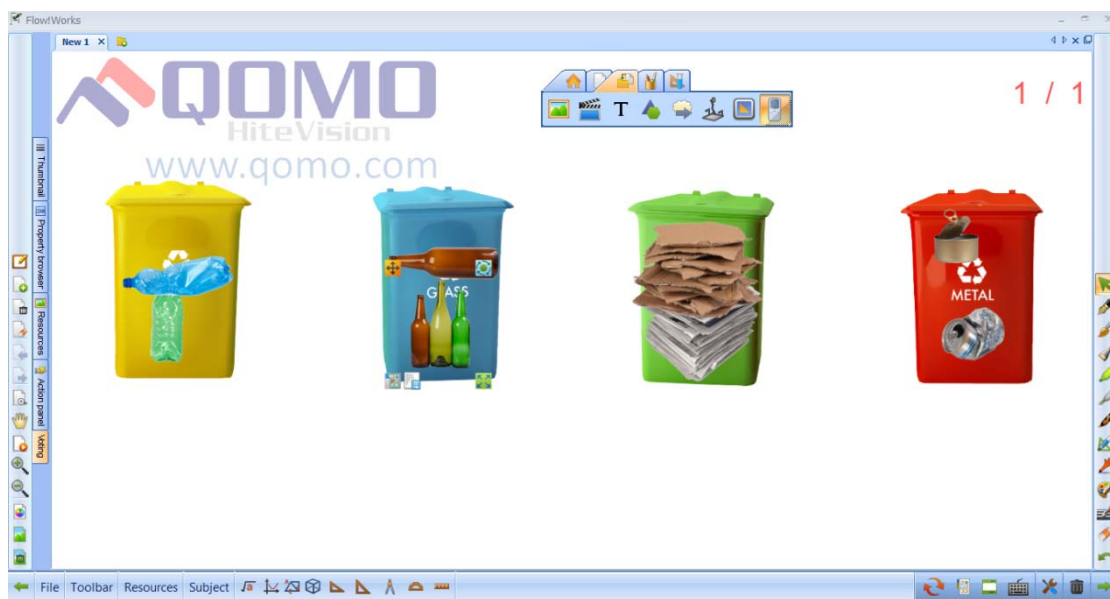 Flow!Works
New 1
QOMO
HiteVision
www.qomo.com
T
1 / 1
Thumbnail
Property browser
Resources
Action panel
Voting
GLASS
METAL
File Toolbar Resources Subject